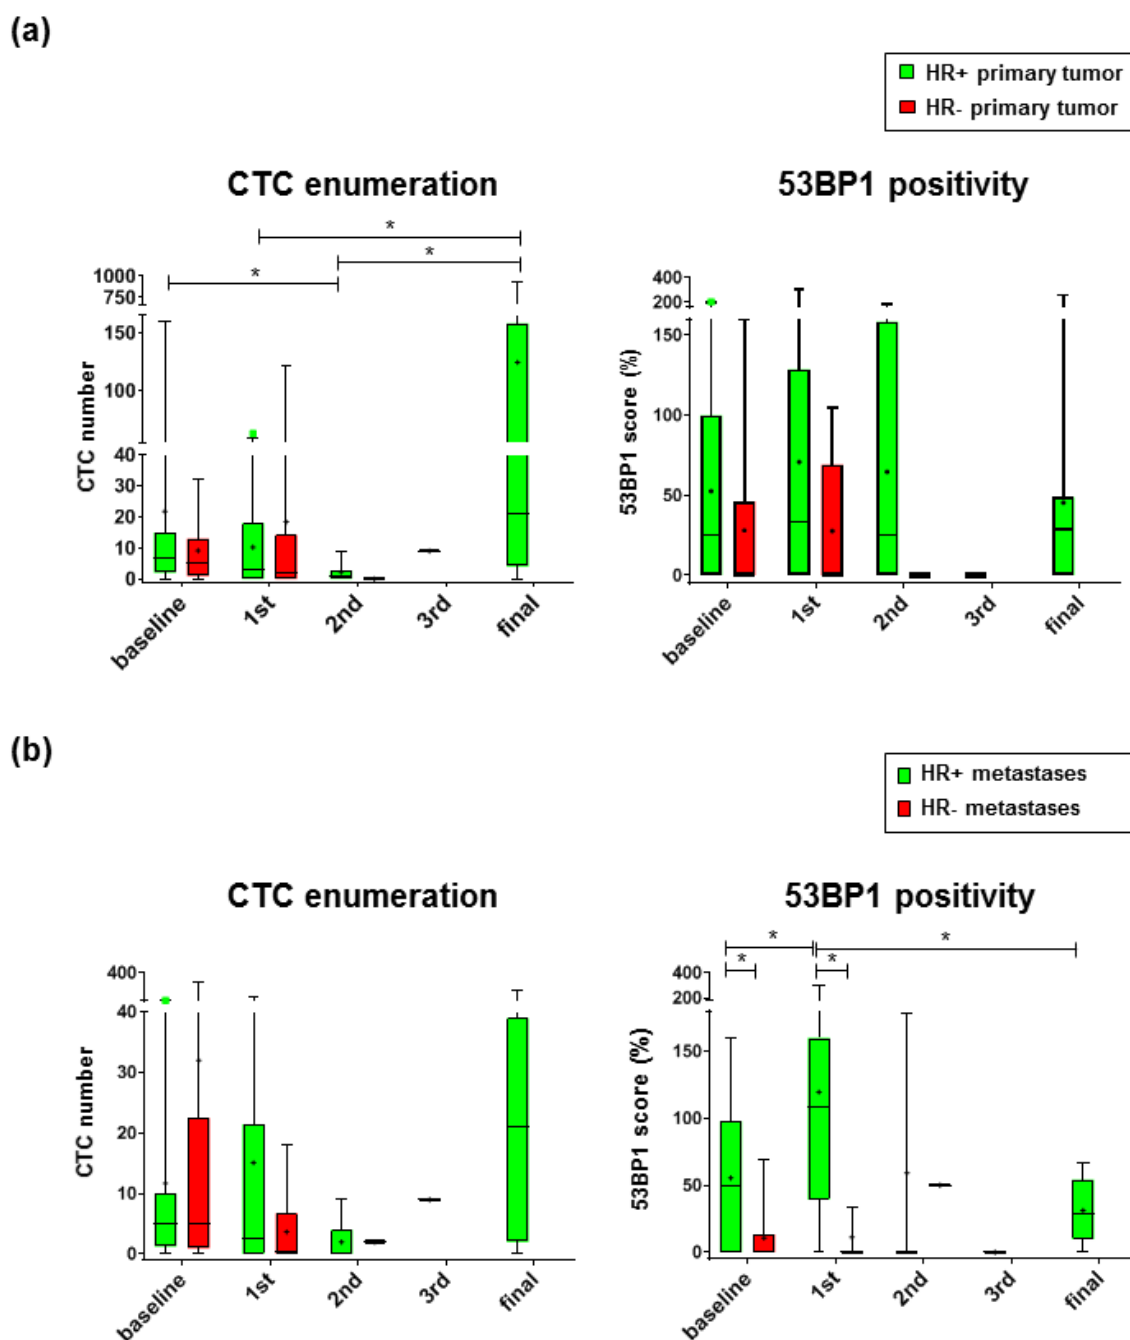 (a)
HR+ primary tumor
HR- primary tumor
CTC enumeration
53BP1 positivity
*
*
*
1000
750
150
100
40
30
20
10
0
CTC number
baseline
1st
2nd
3rd
final
400
200
150
100
50
0
53BP1 score (%)
baseline
1st
2nd
3rd
final
(b)
HR+ metastases
HR- metastases
CTC enumeration
53BP1 positivity
400
40
30
20
10
0
CTC number
baseline
1st
2nd
3rd
final
*
*
*
*
400
200
150
100
50
0
53BP1 score (%)
baseline
1st
2nd
3rd
final